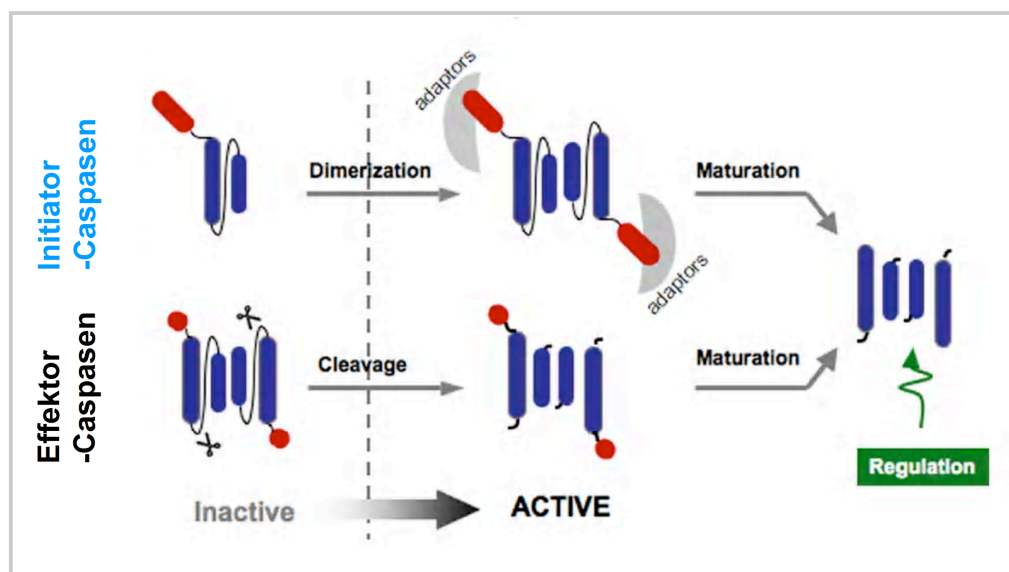 Initiator
-Caspasen
Dimerization
adaptors
adaptors
Maturation
Effektor
-Caspasen
Cleavage
Maturation
Regulation
Inactive
ACTIVE